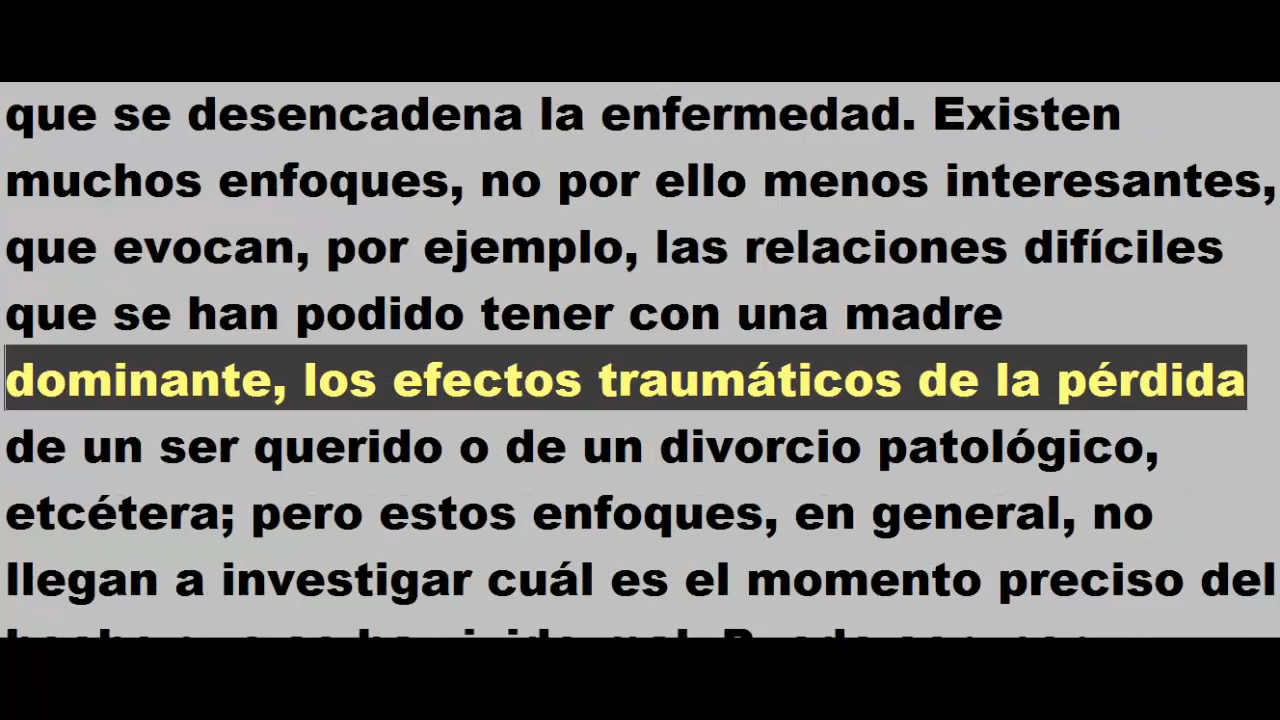 que se desencadena la enfermedad. Existen
muchos enfoques, no por ello menos interesantes,
que evocan, por ejemplo, las relaciones difíciles
que se han podido tener con una madre
dominante, los efectos traumáticos de la pérdida
de un ser querido o de un divorcio patológico,
etcétera; pero estos enfoques, en general, no
llegan a investigar cuál es el momento preciso del